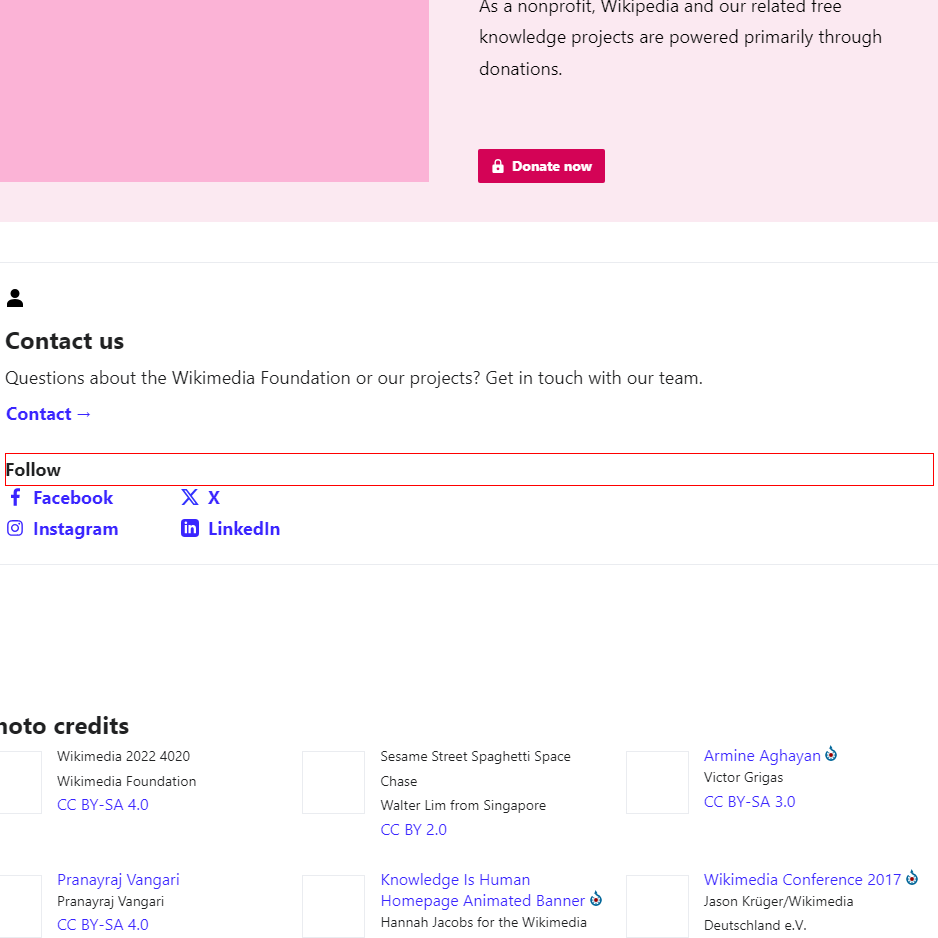 As a nonprofit, Wikipedia and our related free
knowledge projects are powered primarily through
donations.
Donate now
Contact us
Questions about the Wikimedia Foundation or our projects? Get in touch with our team.
Contact →
Follow
Facebook
X
Instagram
LinkedIn
hoto credits
Wikimedia 2022 4020
Wikimedia Foundation
CC BY-SA 4.0
Sesame Street Spaghetti Space
Chase
Walter Lim from Singapore
CC BY 2.0
Armine Aghayan
Victor Grigas
CC BY-SA 3.0
Pranayraj Vangari
Pranayraj Vangari
CC BY-SA 4.0
Knowledge Is Human
Homepage Animated Banner
Hannah Jacobs for the Wikimedia
Wikimedia Conference 2017
Jason Krüger/Wikimedia
Deutschland e.V.